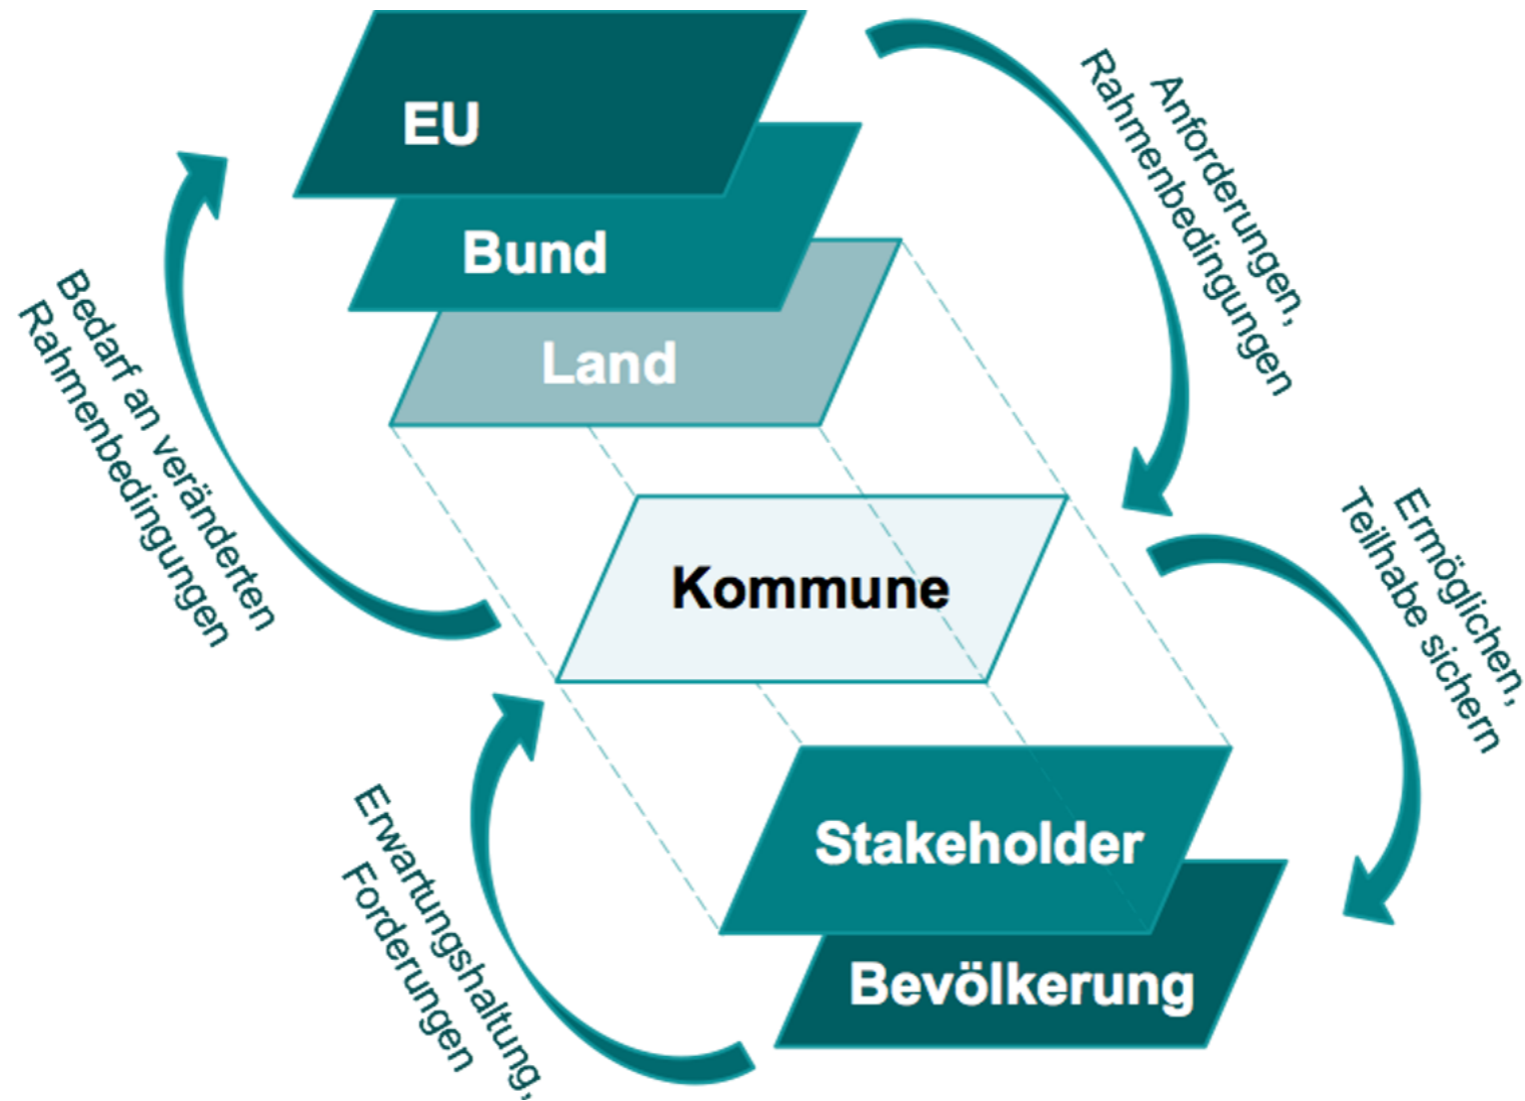 EU
Bund
Land
Kommune
Stakeholder
Bevölkerung
Anforderungen,
Rahmenbedingungen
Ermöglichen,
Teilhabe sichern
Bedarf an veränderten
Rahmenbedingungen
Erwartungshaltung,
Forderungen